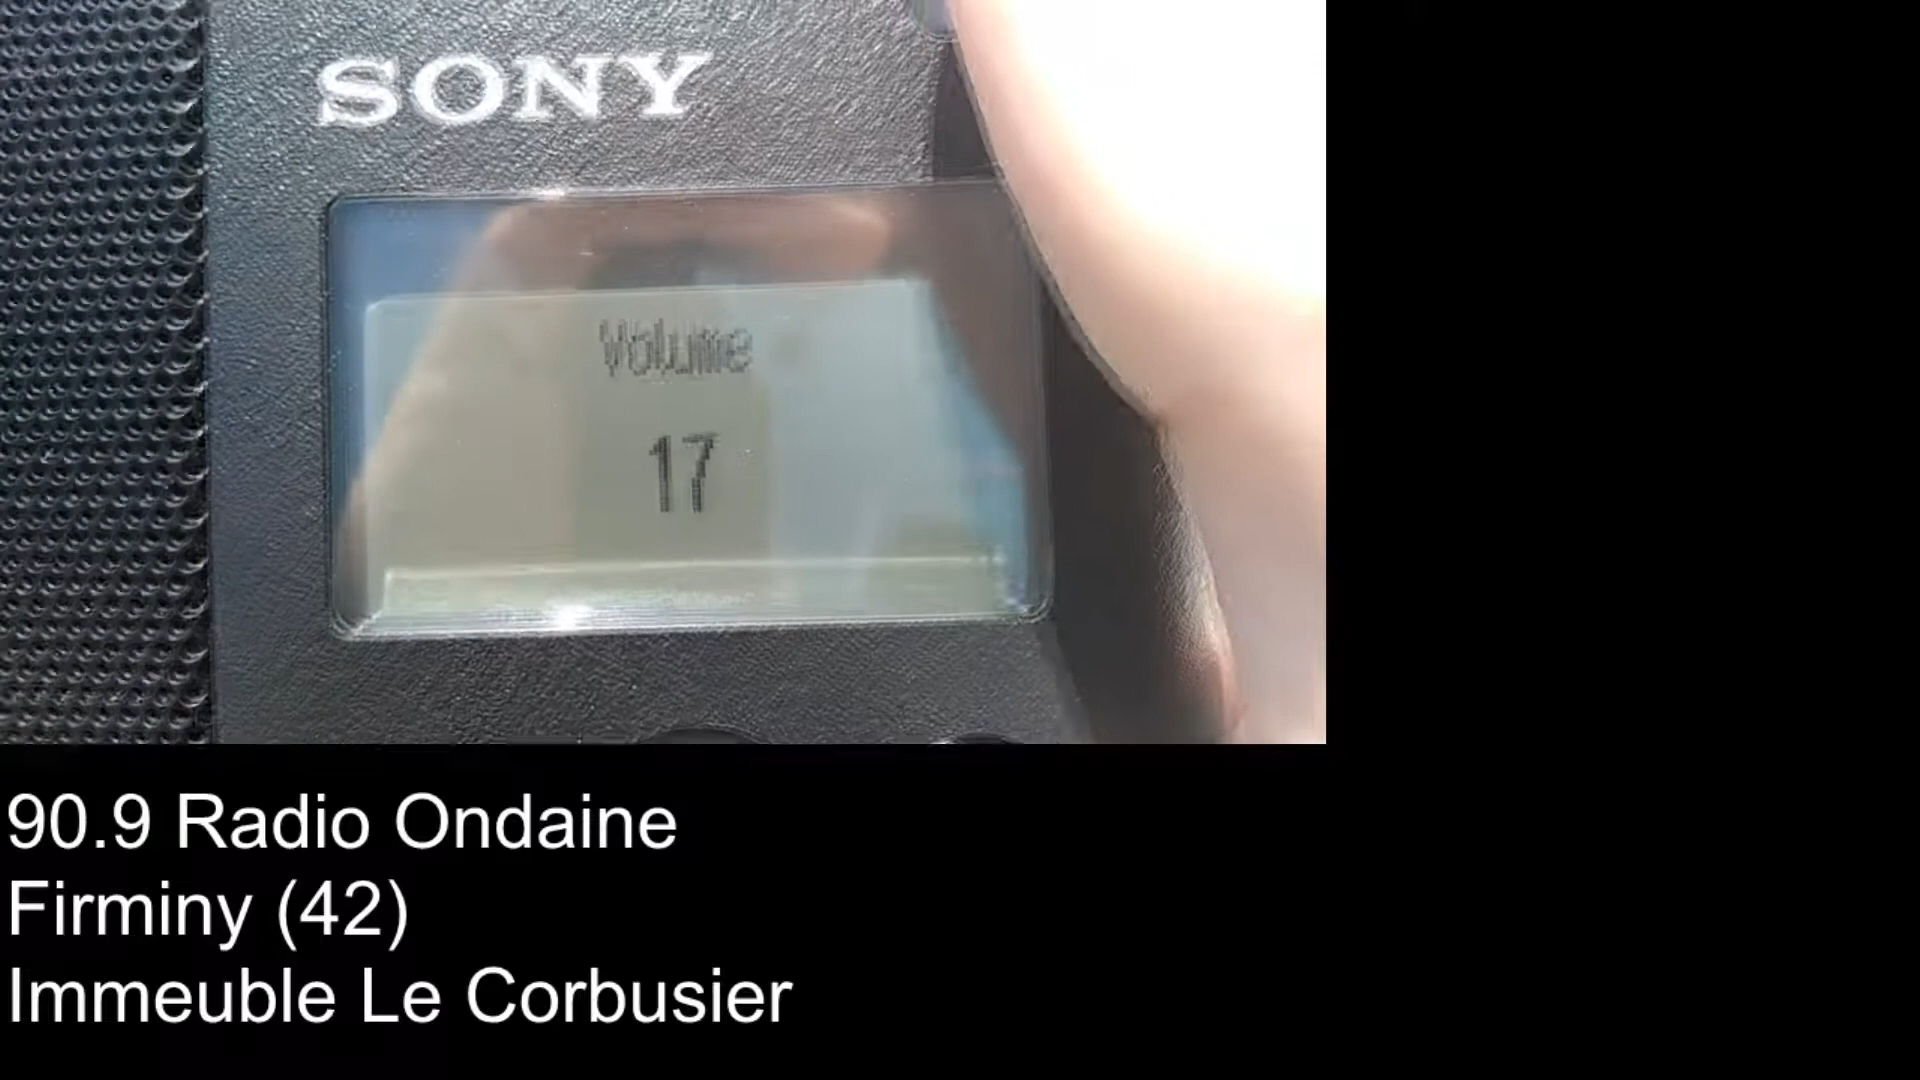 SONY
Volume
17
90.9 Radio Ondaine
Firminy (42)
Immeuble Le Corbusier